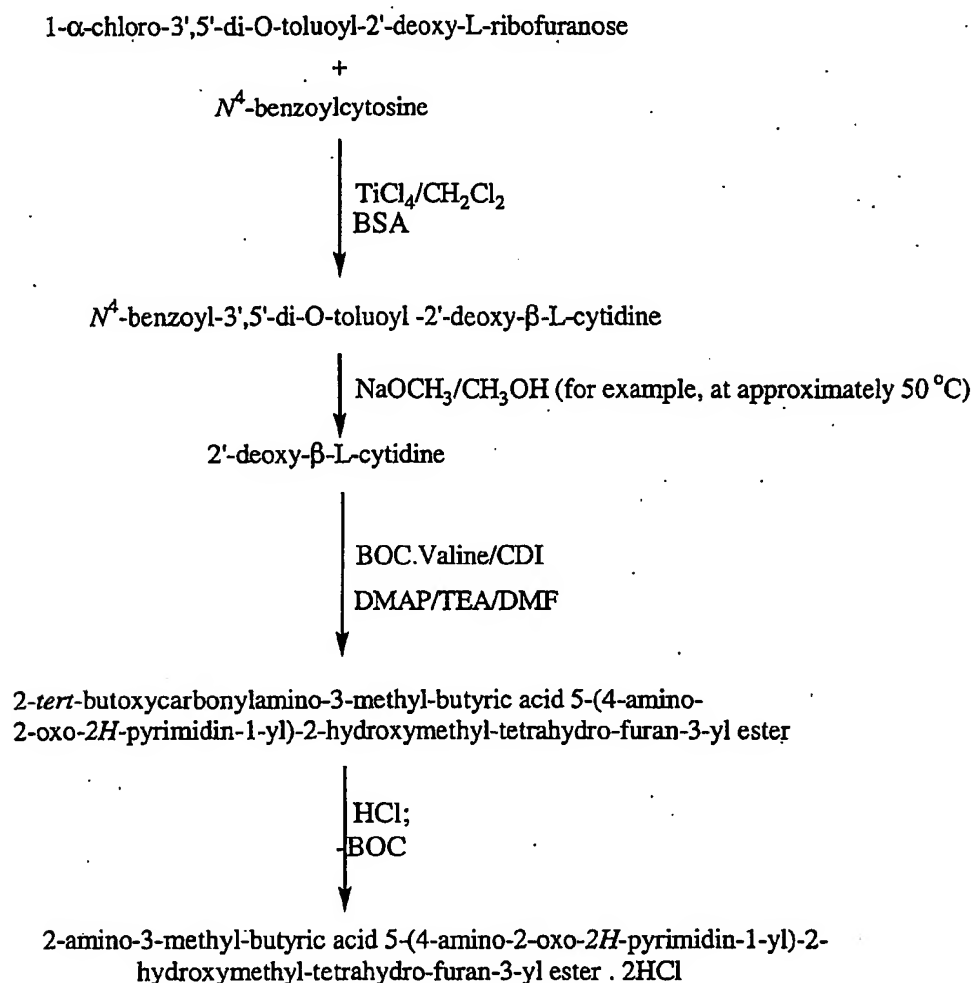 1-α-chloro-3',5'-di-O-toluoyl-2'-deoxy-L-ribofuranose
+
N⁴-benzoylcytosine
TiCl₄/CH₂Cl₂
BSA
N⁴-benzoyl-3',5'-di-O-toluoyl -2'-deoxy-β-L-cytidine
NaOCH₃/CH₃OH (for example, at approximately 50 °C)
2'-deoxy-β-L-cytidine
BOC.Valine/CDI
DMAP/TEA/DMF
2-tert-butoxycarbonylamino-3-methyl-butyric acid 5-(4-amino-
2-oxo-2H-pyrimidin-1-yl)-2-hydroxymethyl-tetrahydro-furan-3-yl ester
HCl;
-BOC
2-amino-3-methyl-butyric acid 5-(4-amino-2-oxo-2H-pyrimidin-1-yl)-2-
hydroxymethyl-tetrahydro-furan-3-yl ester . 2HCl